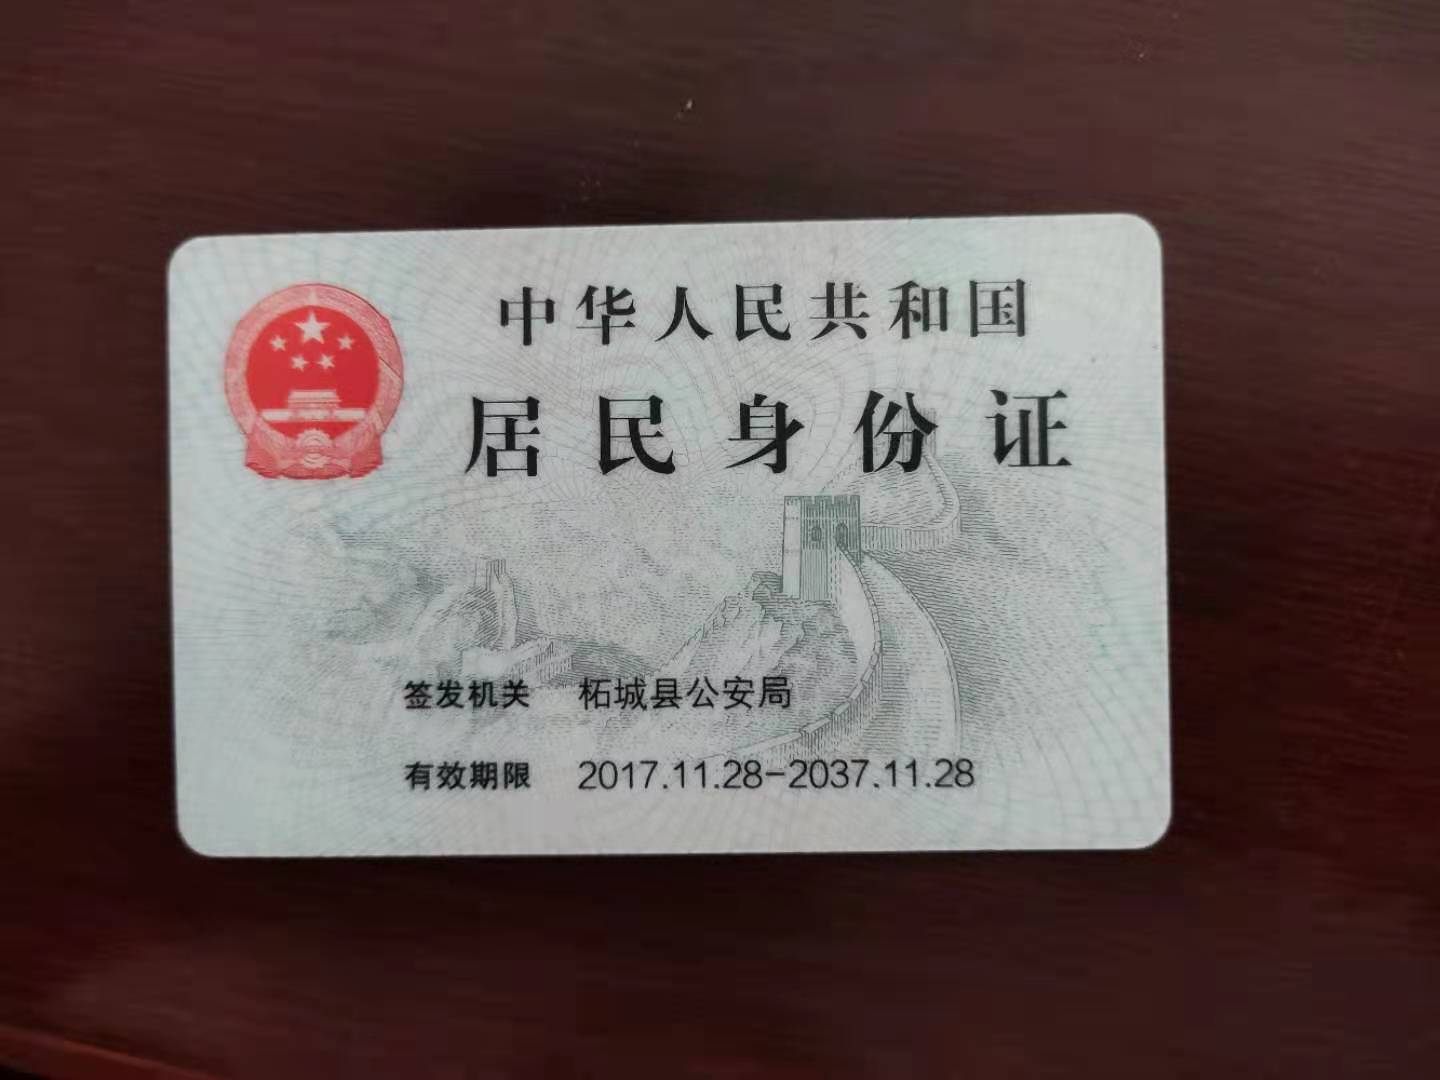 中华人民共和国
居民身份证
签发机关 柘城县公安局
有效期限 2017.11.28-2037.11.28